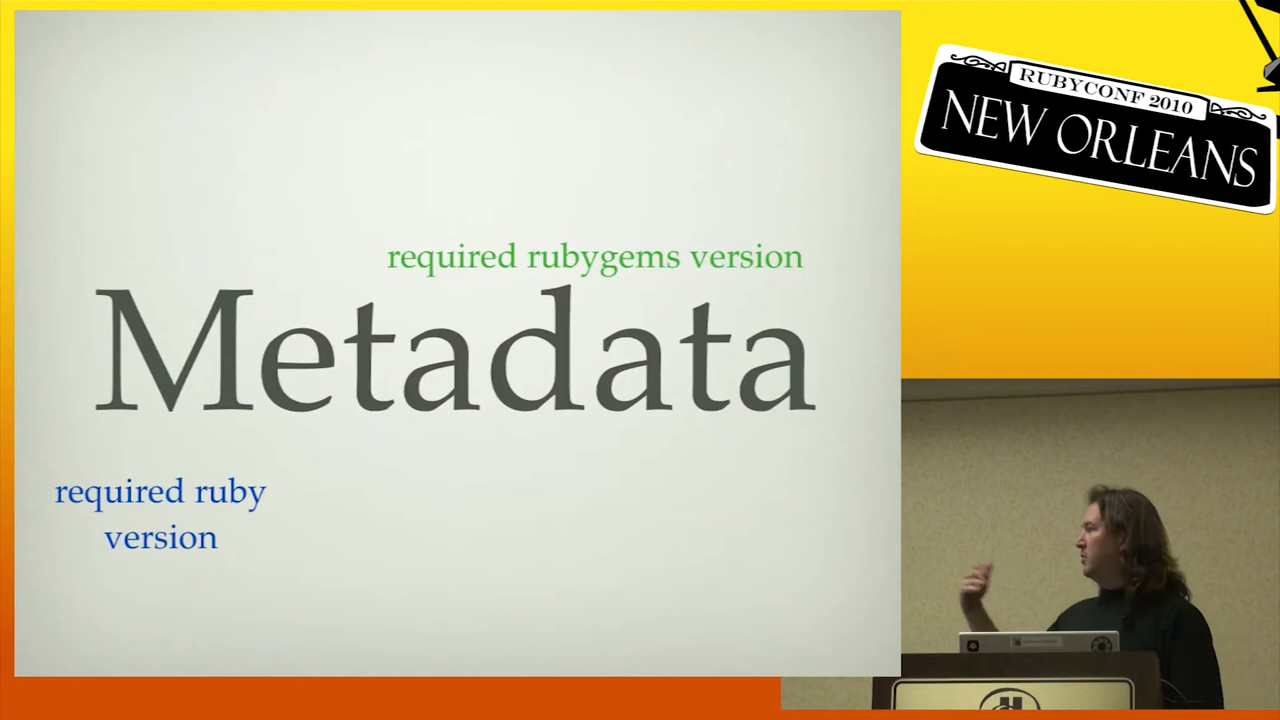 required rubygems version
Metadata
required ruby
version
RUBYCONF 2010
NEW ORLEANS